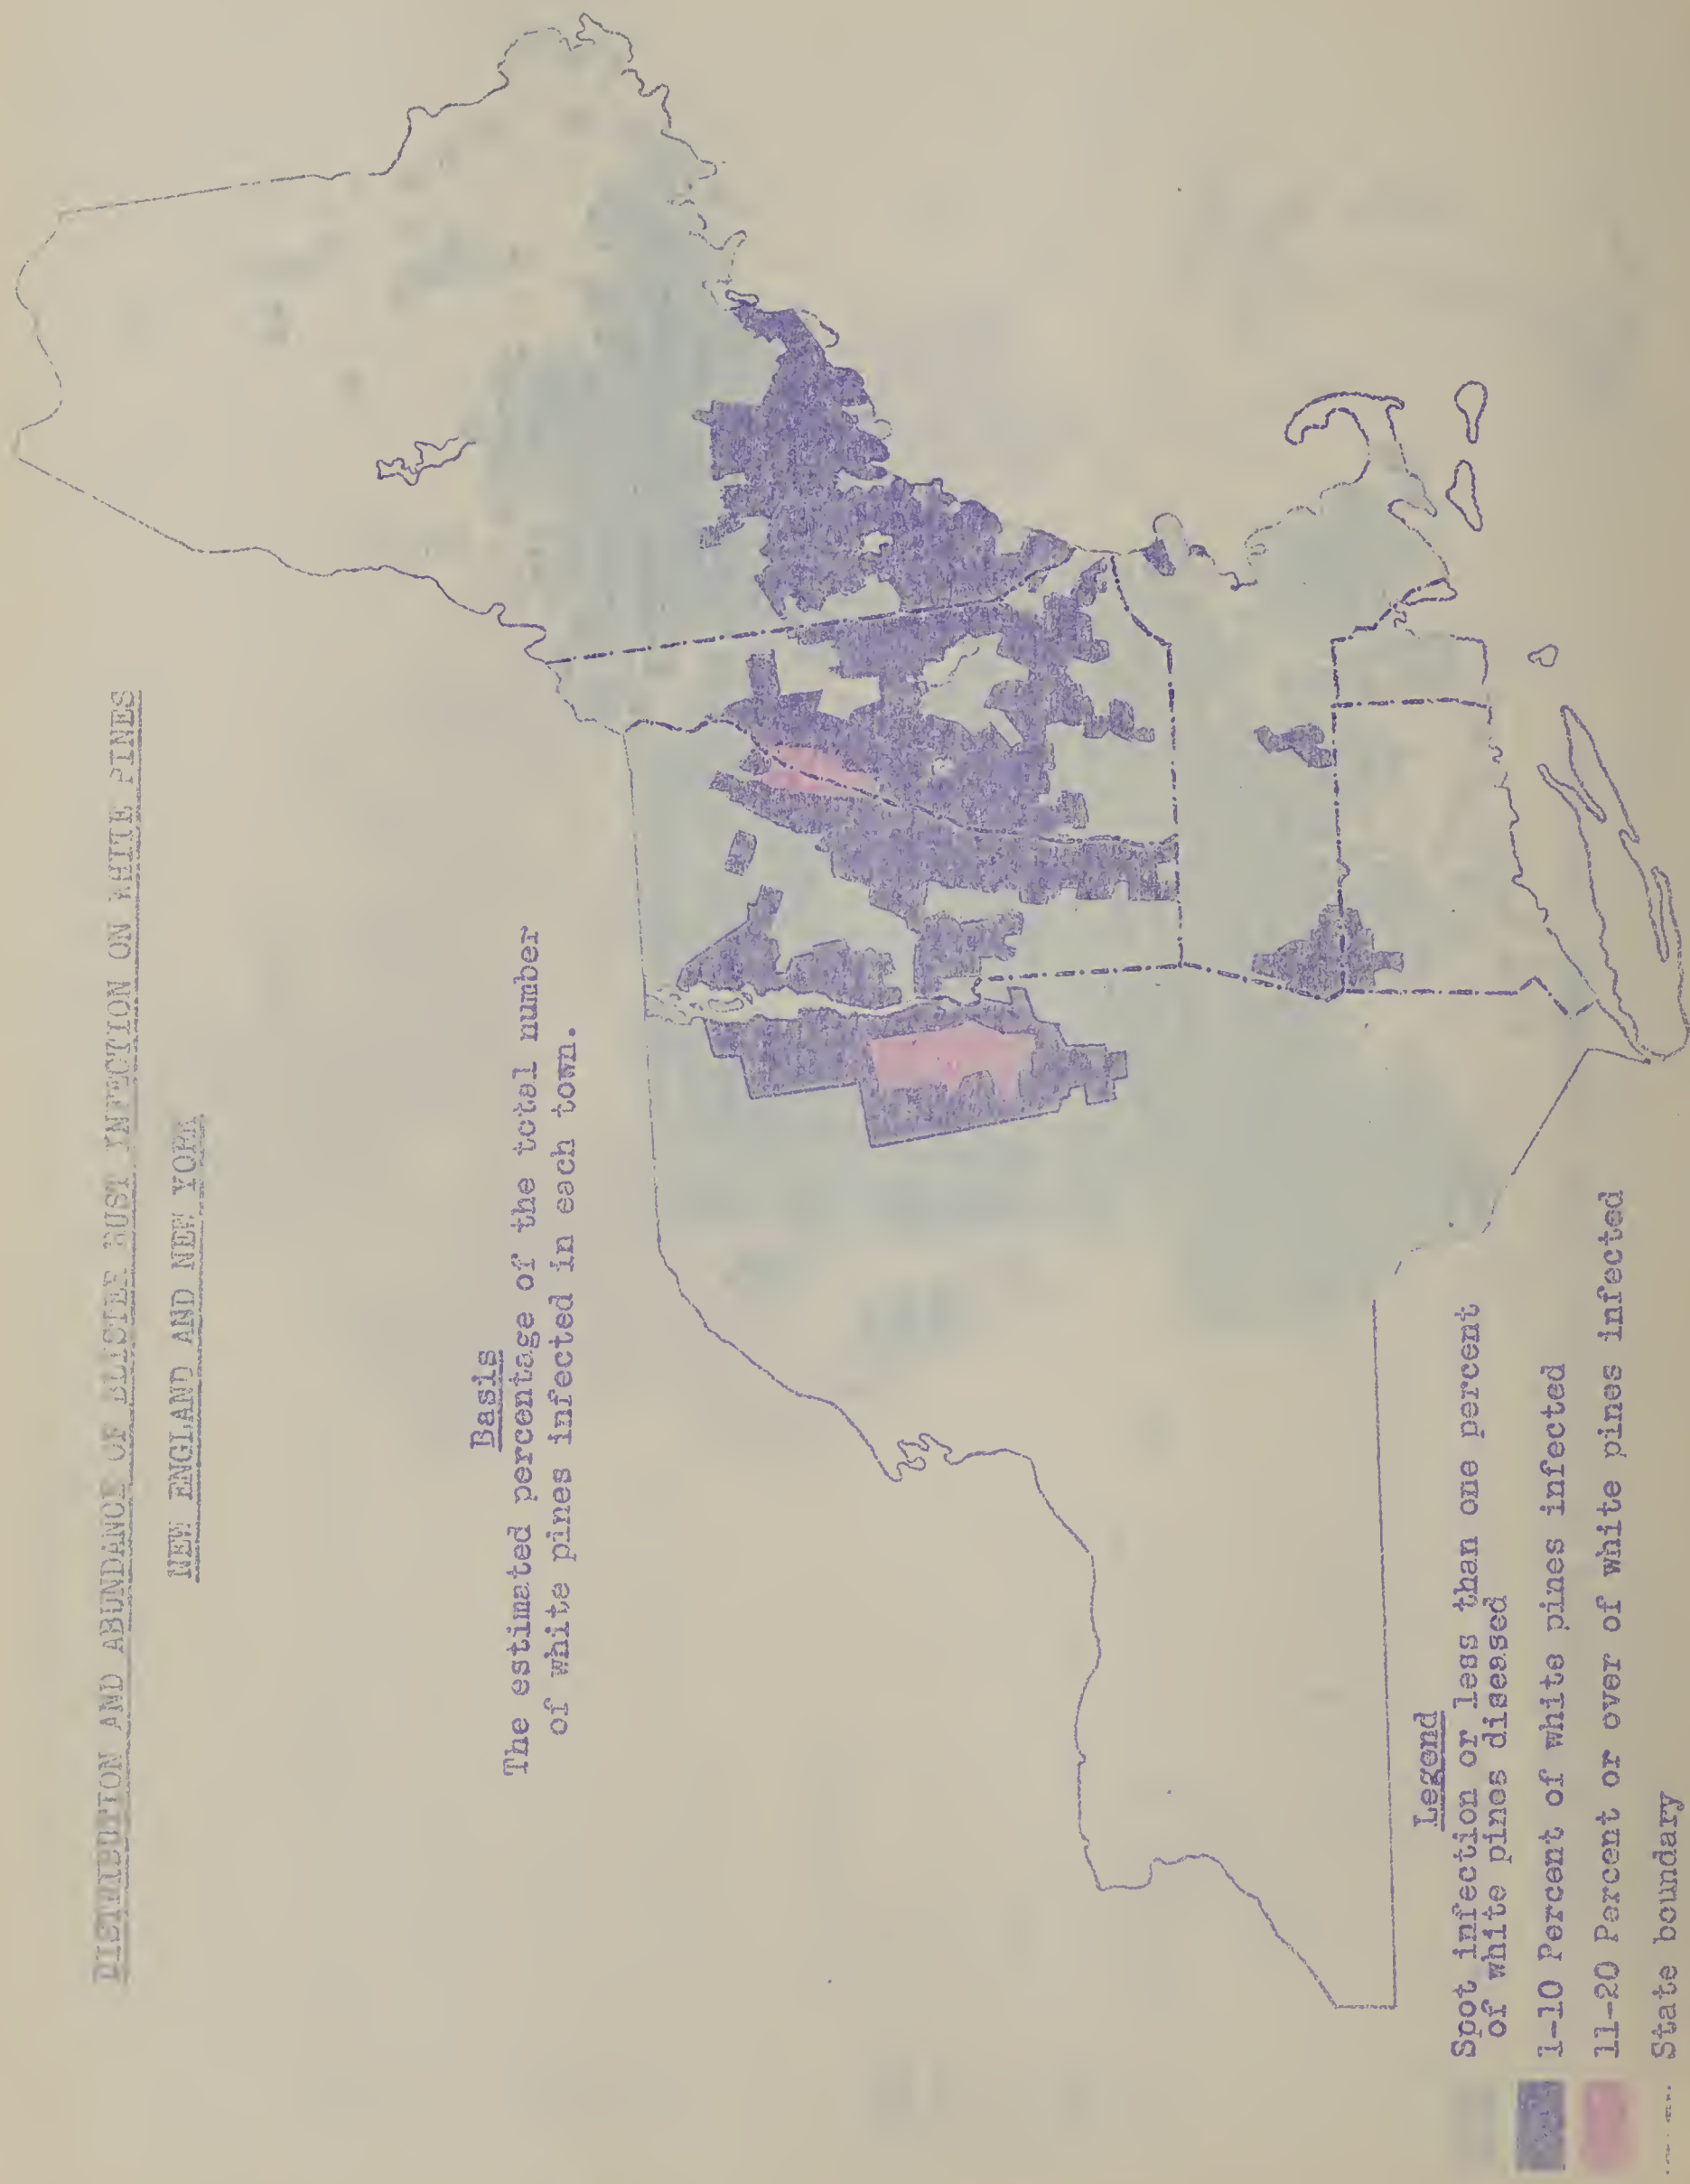 DISTRIBUTION AND ABUNDANCE OF BLISTER RUST INFECTION ON WHITE PINES
NEW ENGLAND AND NEW YORK
Basis
The estimated percentage of the total number
of white pines infected in each town.
Legend
Spot infection or less than one percent
of white pines diseased
1-10 Percent of white pines infected
11-20 Percent or over of white pines infected
State boundary